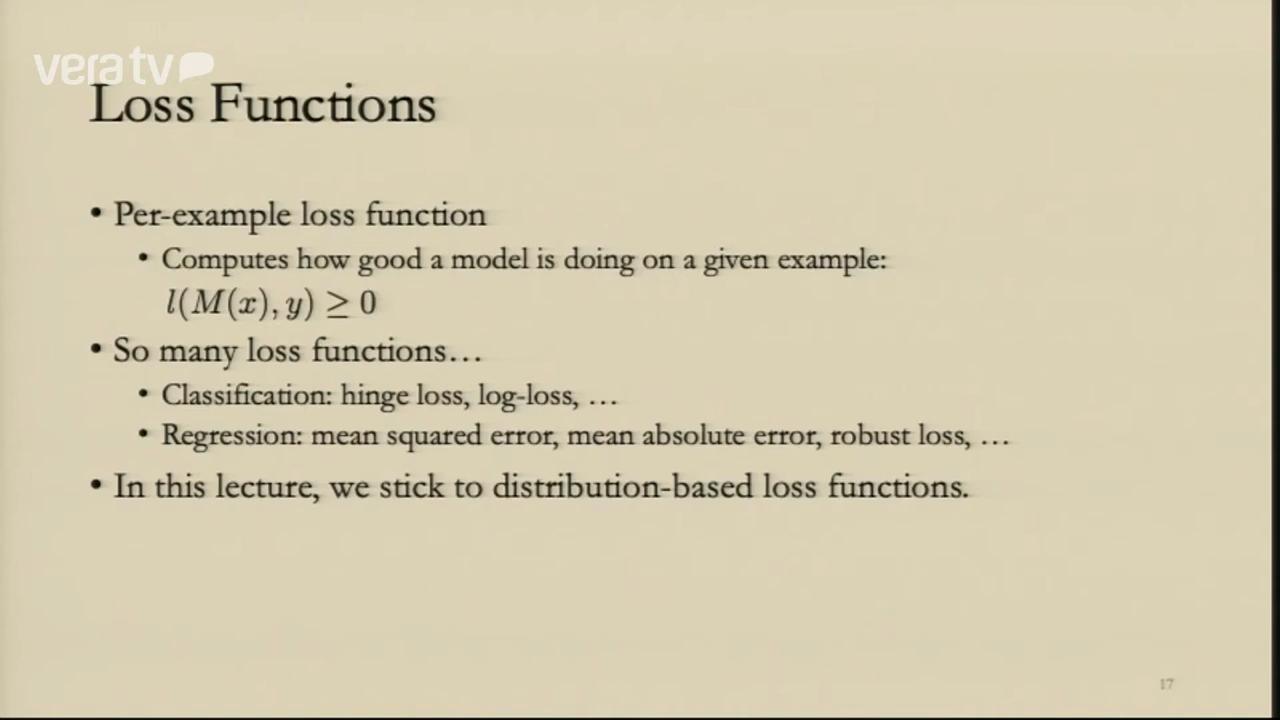 vera tv
Loss Functions
• Per-example loss function
• Computes how good a model is doing on a given example:
l(M(x), y) ≥ 0
• So many loss functions…
• Classification: hinge loss, log-loss, …
• Regression: mean squared error, mean absolute error, robust loss, …
• In this lecture, we stick to distribution-based loss functions.
17